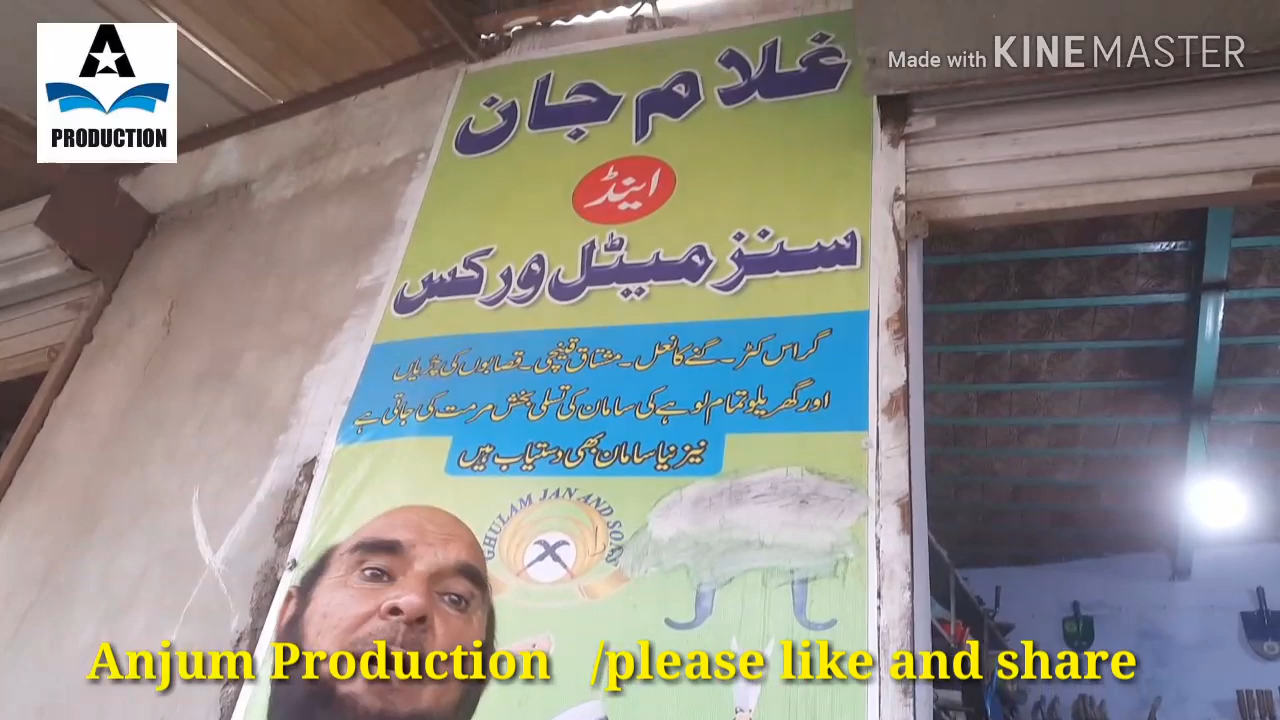 A
PRODUCTION
Made with KINEMASTER
غلام جان
اینڈ
سنز میٹل ورکس
گراس کٹر۔ گنے کا نعل۔ مشتاق قینچی۔ قصابوں کی چھریاں
اور گھریلو تمام لوہے کی سامان کی تسلی بخش مرمت کی جاتی ہے
نیز نیا سامان بھی دستیاب ہیں
GHULAM JAN AND SONS
Anjum Production /please like and share